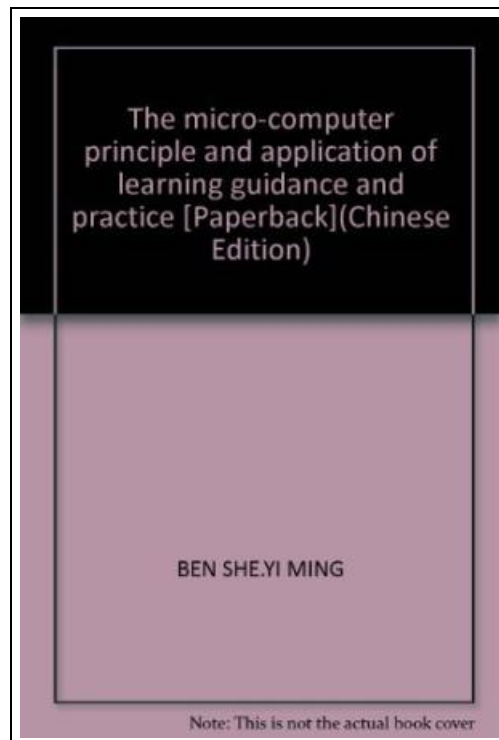 The micro-computer
principle and application of
learning guidance and
practice [Paperback](Chinese
Edition)
BEN SHE.YI MING
Note: This is not the actual book cover